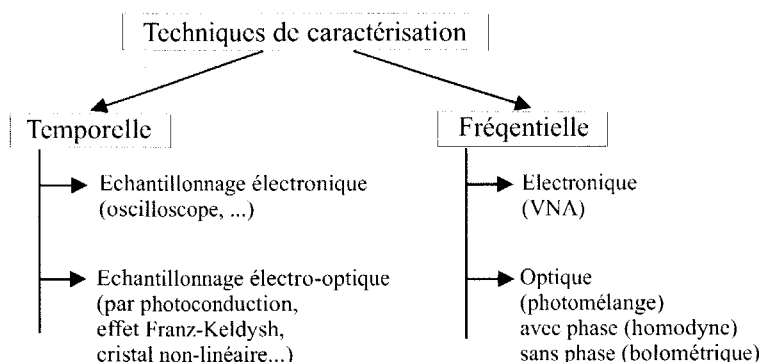 Techniques de caractérisation
Temporelle
Echantillonnage électronique
(oscilloscope, ...)
Echantillonnage électro-optique
(par photoconduction,
effet Franz-Keldysh,
cristal non-linéaire...)
Fréqentielle
Electronique
(VNA)
Optique
(photomélange)
avec phase (homodyne)
sans phase (bolométrique)